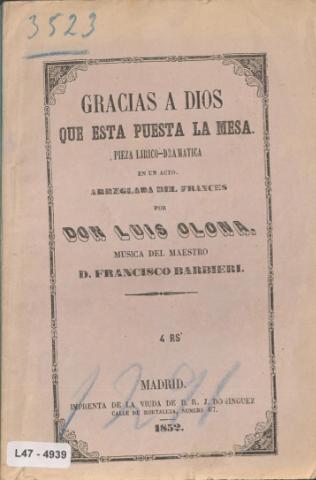 3523
GRACIAS A DIOS
QUE ESTA PUESTA LA MESA.
PIEZA LIRICO-DRAMATICA
EN UN ACTO.
ARREGLADA DEL FRANCES
POR
DON LUIS OLONA.
MUSICA DEL MAESTRO
D. FRANCISCO BARBIERI.
4 RS
MADRID.
IMPRENTA DE LA VIUDA DE D. R. J. DOMINGUEZ
CALLE DE HORTALEZA, NUMERO 67.
1852.
L47 - 4939